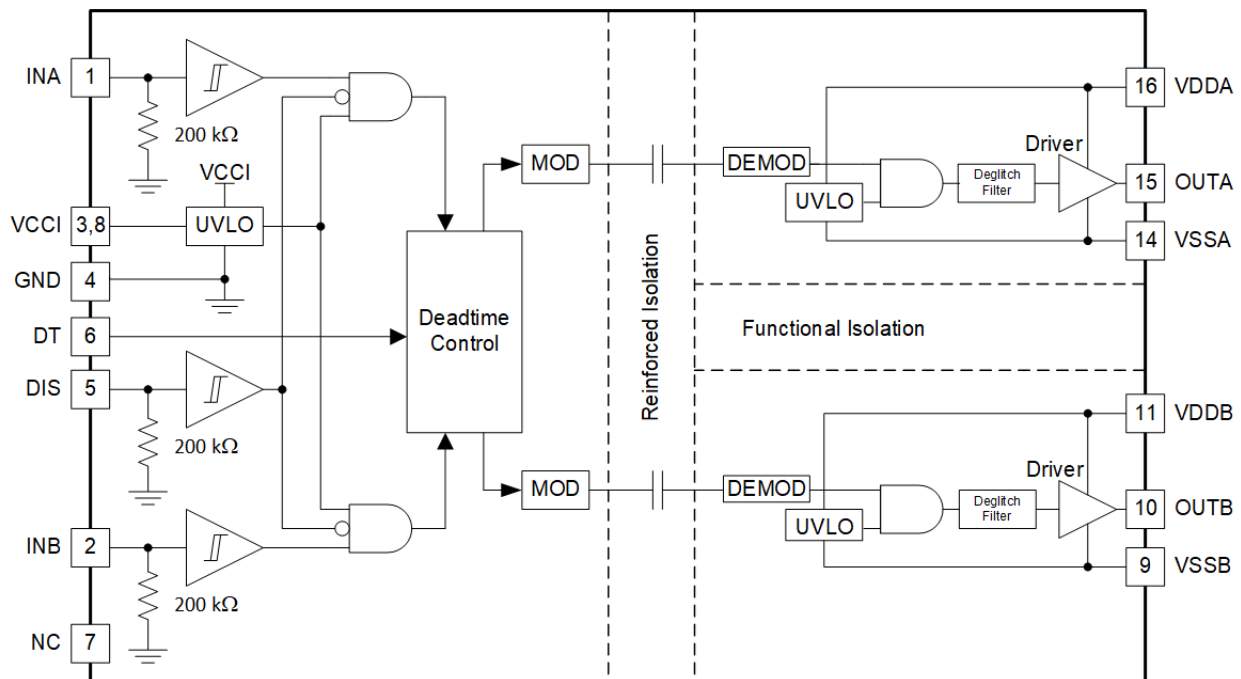 INA 1
200 kΩ
VCCI
VCCI 3,8
UVLO
GND 4
DT 6
DIS 5
200 kΩ
INB 2
200 kΩ
NC 7
Deadtime
Control
MOD
MOD
Reinforced Isolation
Functional Isolation
DEMOD
UVLO
Deglitch
Filter
Driver
16 VDDA
15 OUTA
14 VSSA
DEMOD
UVLO
Deglitch
Filter
Driver
11 VDDB
10 OUTB
9 VSSB